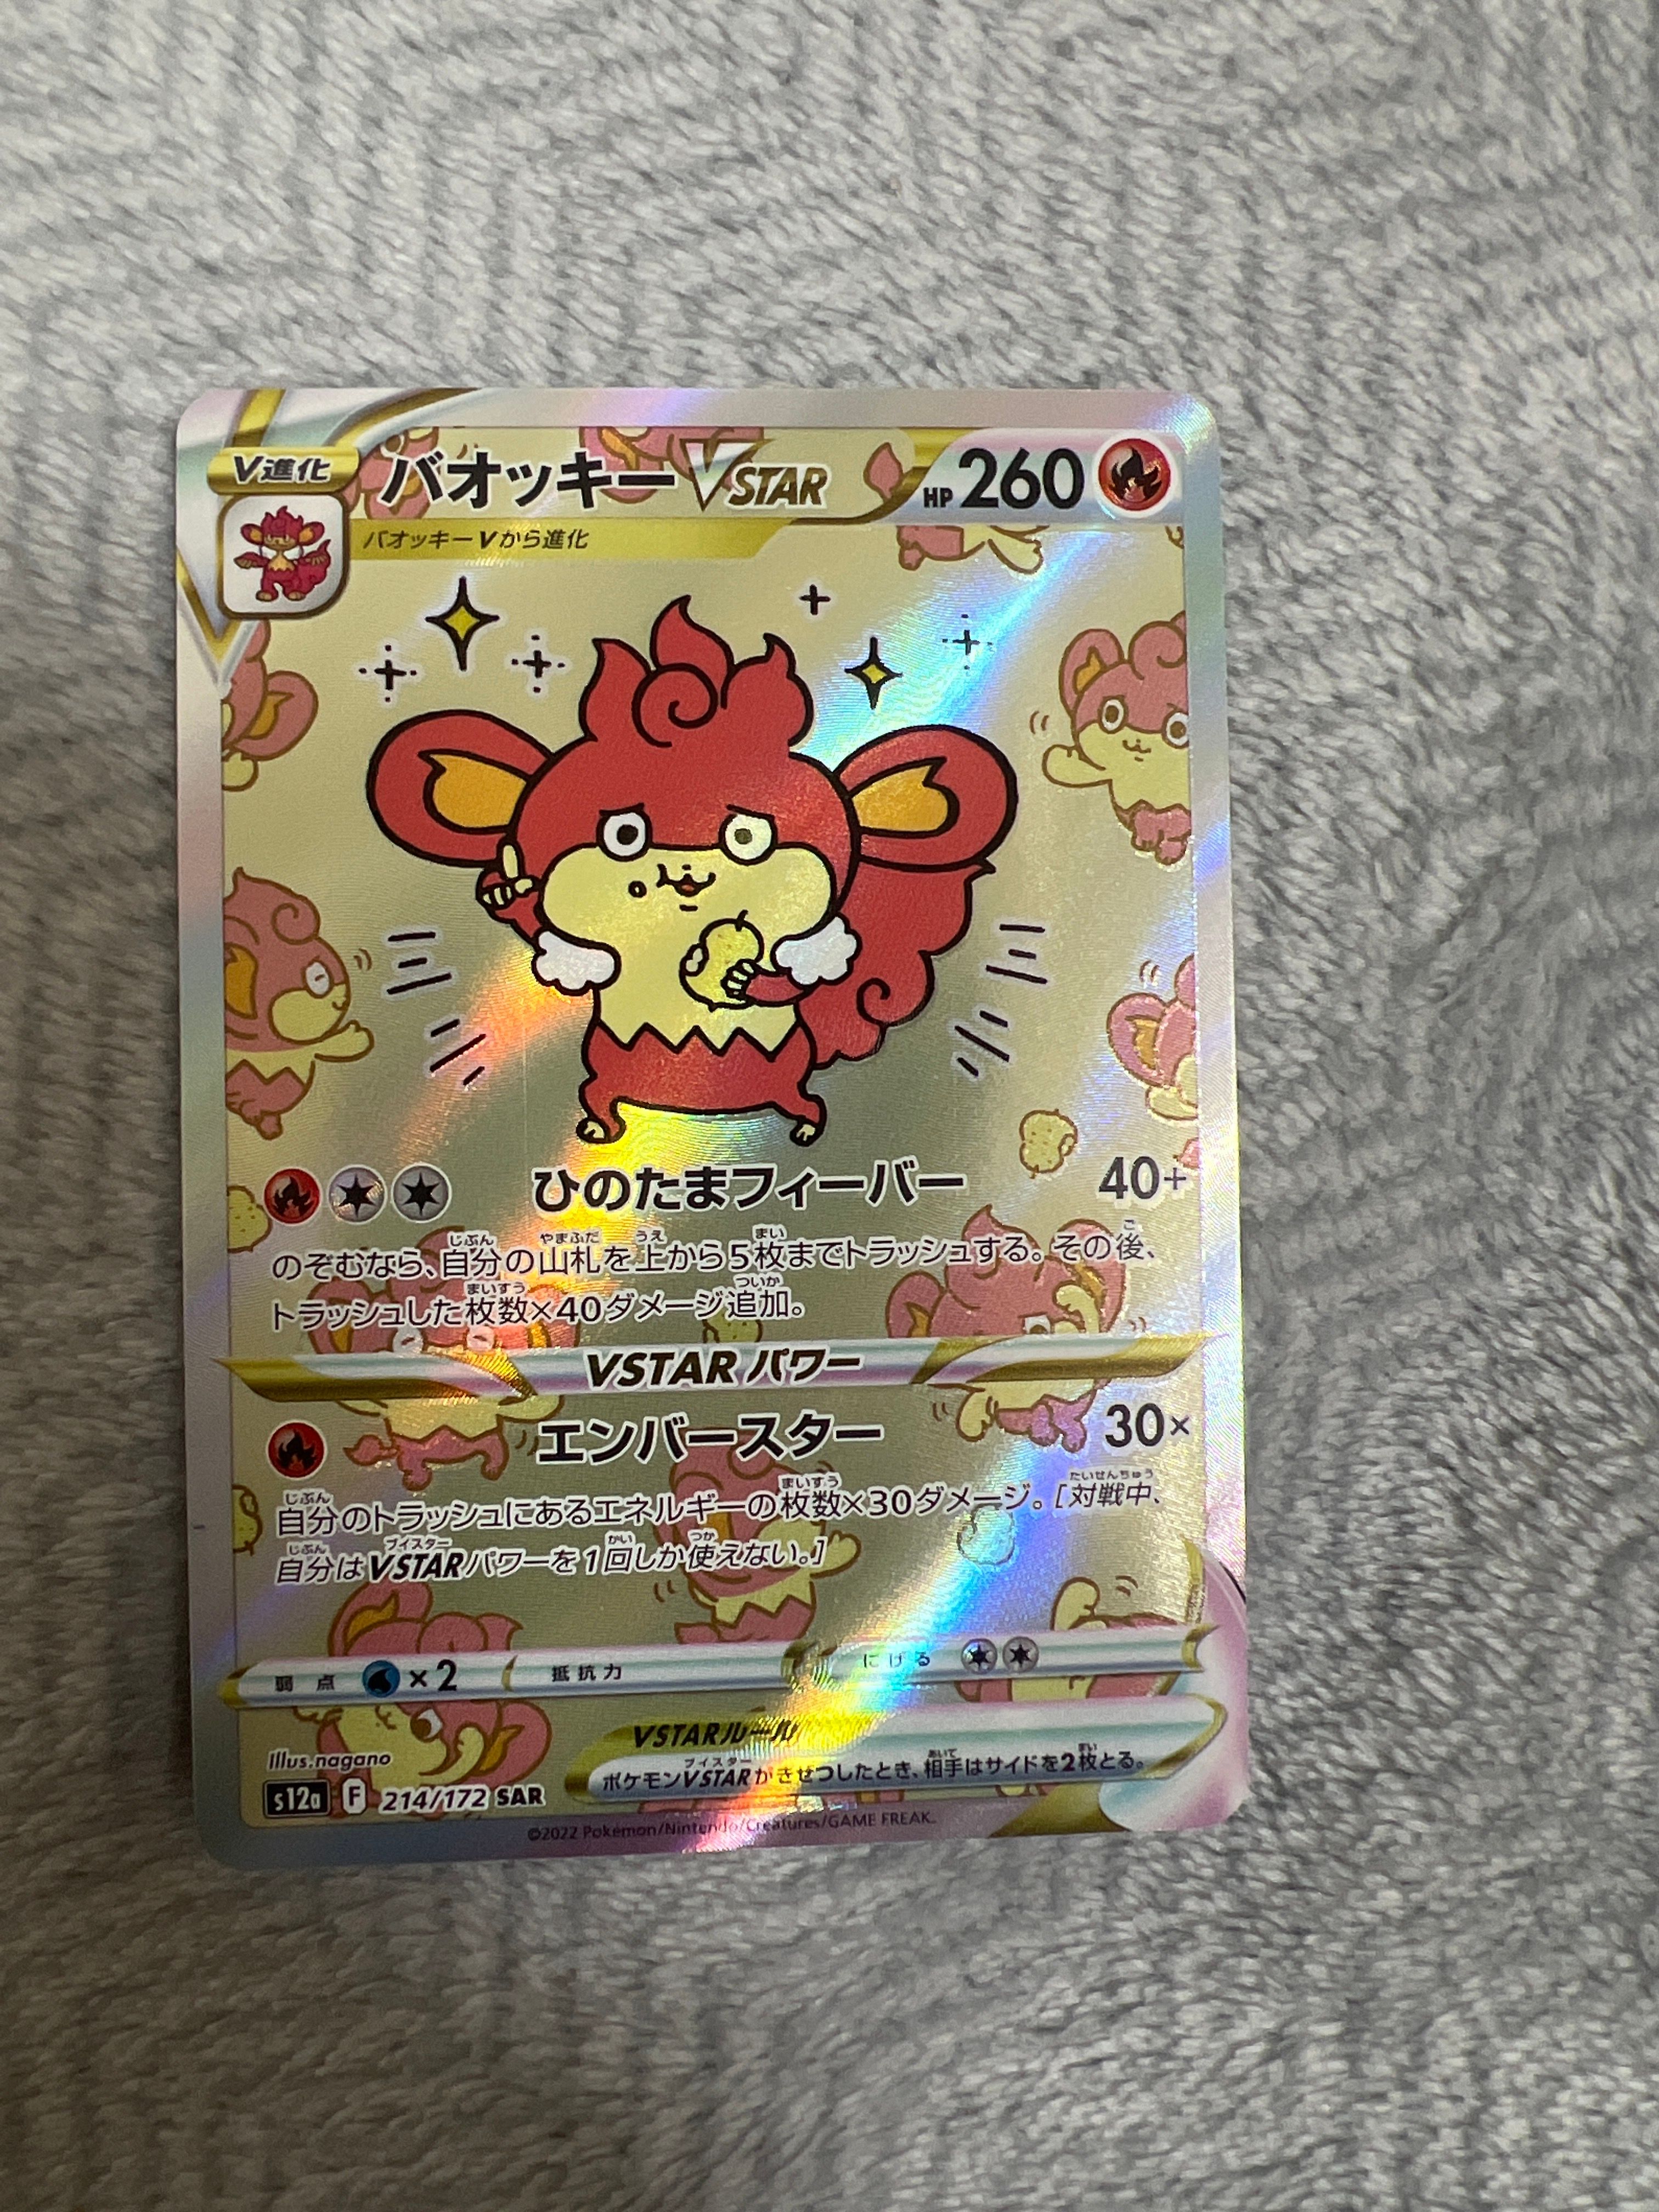 V進化
バオッキーVSTAR
HP 260
バオッキーVから進化
ひのたまフィーバー 40+
のぞむなら、自分の山札を上から5枚までトラッシュする。その後、
トラッシュした枚数×40ダメージ追加。
VSTARパワー
エンバースター 30×
自分のトラッシュにあるエネルギーの枚数×30ダメージ。[対戦中、
自分はVSTARパワーを1回しか使えない。]
弱点 ×2 抵抗力 にげる
VSTARルール
ポケモンVSTARがきぜつしたとき、相手はサイドを2枚とる。
Illus.nagano
s12a F 214/172 SAR
©2022 Pokémon/Nintendo/Creatures/GAME FREAK.